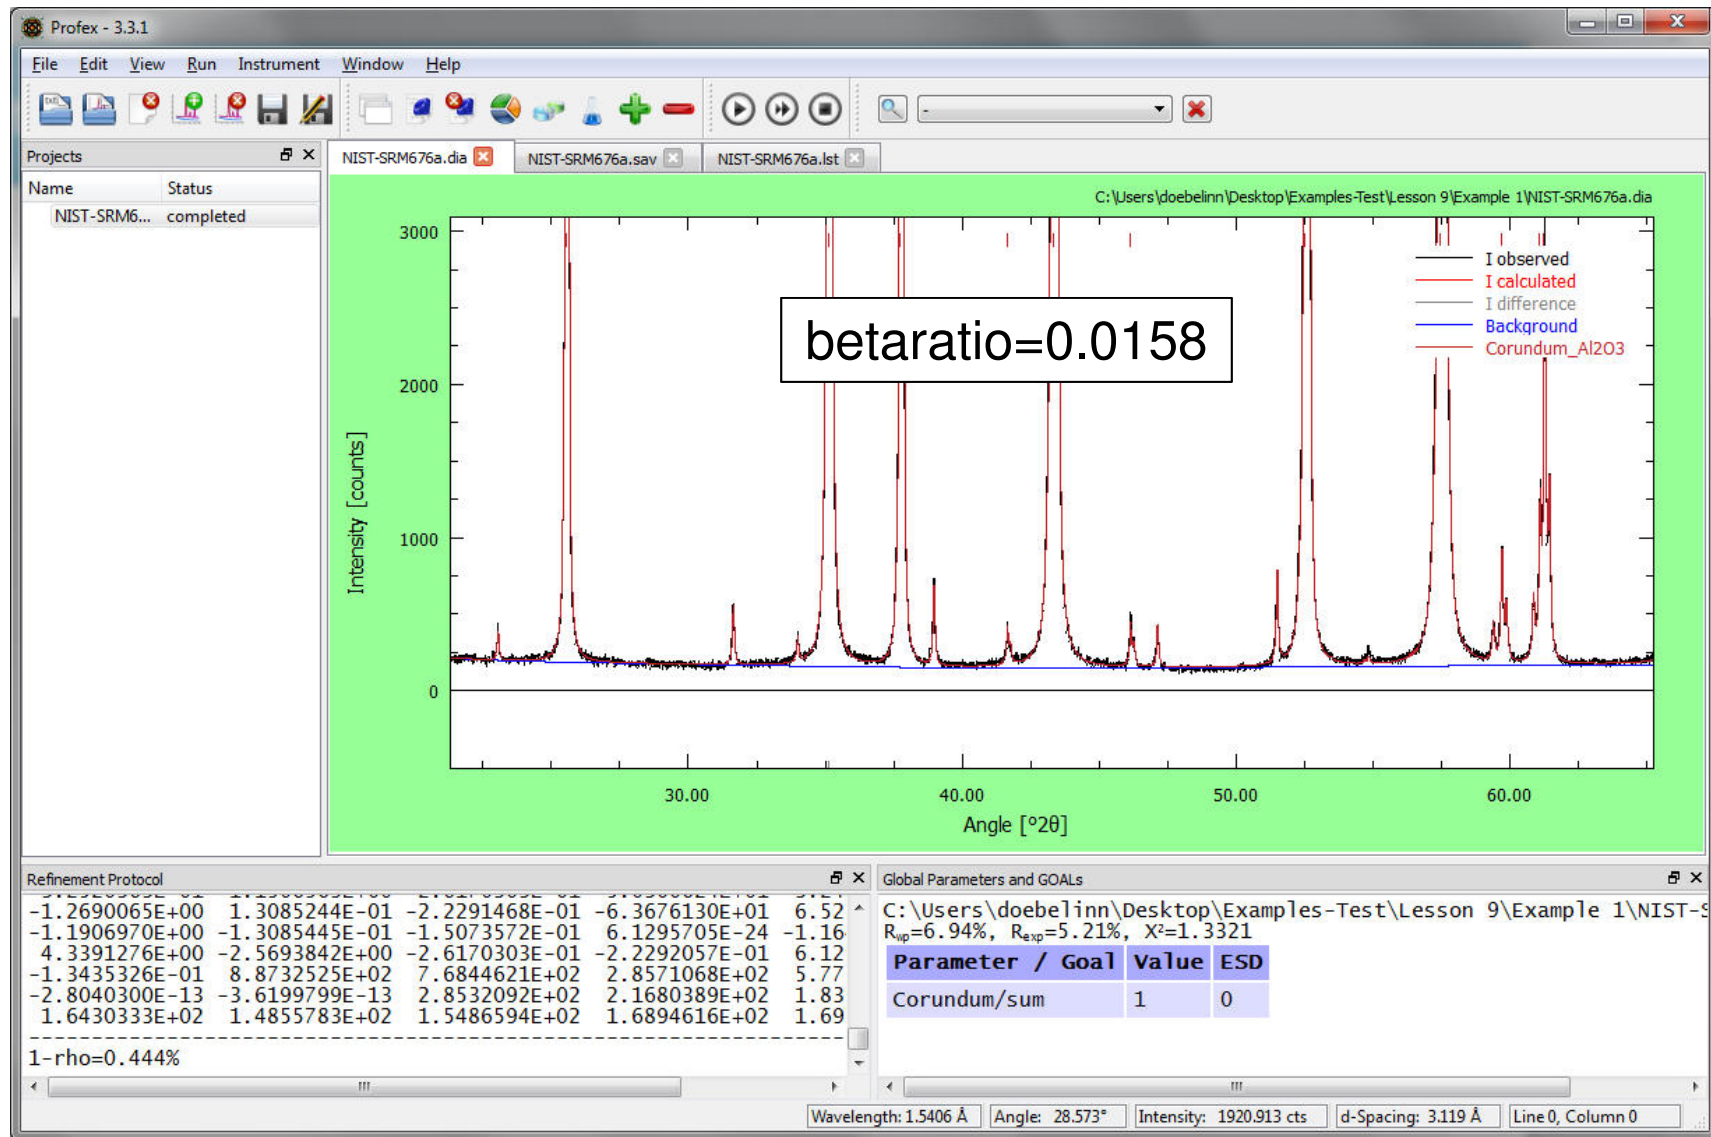 Profex - 3.3.1
File Edit View Run Instrument Window Help
-
Projects
NIST-SRM676a.dia NIST-SRM676a.sav NIST-SRM676a.lst
Name Status
NIST-SRM6... completed
C:\Users\doebelinn\Desktop\Examples-Test\Lesson 9\Example 1\NIST-SRM676a.dia
3000
I observed
I calculated
I difference
Background
Corundum_Al2O3
betaratio=0.0158
2000
Intensity [counts]
1000
0
30.00 40.00 50.00 60.00
Angle [°2θ]
Refinement Protocol
-1.2690065E+00 1.3085244E-01 -2.2291468E-01 -6.3676130E+01 6.52
-1.1906970E+00 -1.3085445E-01 -1.5073572E-01 6.1295705E-24 -1.16
4.3391276E+00 -2.5693842E+00 -2.6170303E-01 -2.2292057E-01 6.12
-1.3435326E-01 8.8732525E+02 7.6844621E+02 2.8571068E+02 5.77
-2.8040300E-13 -3.6199799E-13 2.8532092E+02 2.1680389E+02 1.83
1.6430333E+02 1.4855783E+02 1.5486594E+02 1.6894616E+02 1.69
--------------------------------------------------------------
1-rho=0.444%
Global Parameters and GOALs
C:\Users\doebelinn\Desktop\Examples-Test\Lesson 9\Example 1\NIST-S
Rwp=6.94%, Rexp=5.21%, X²=1.3321
Parameter / Goal Value ESD
Corundum/sum 1 0
Wavelength: 1.5406 Å Angle: 28.573° Intensity: 1920.913 cts d-Spacing: 3.119 Å Line 0, Column 0